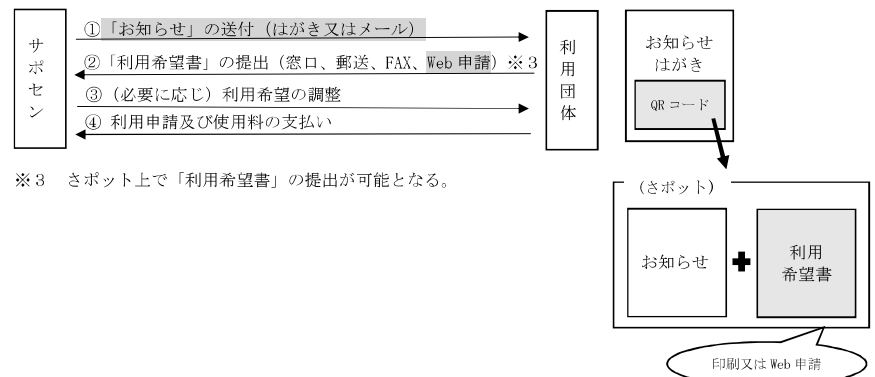 サポセン
①「お知らせ」の送付（はがき又はメール）
②「利用希望書」の提出（窓口、郵送、FAX、Web 申請）※３
③（必要に応じ）利用希望の調整
④ 利用申請及び使用料の支払い
利用団体
お知らせ
はがき
QR コード
※３　さポット上で「利用希望書」の提出が可能となる。
（さポット）
お知らせ
利用
希望書
印刷又は Web 申請